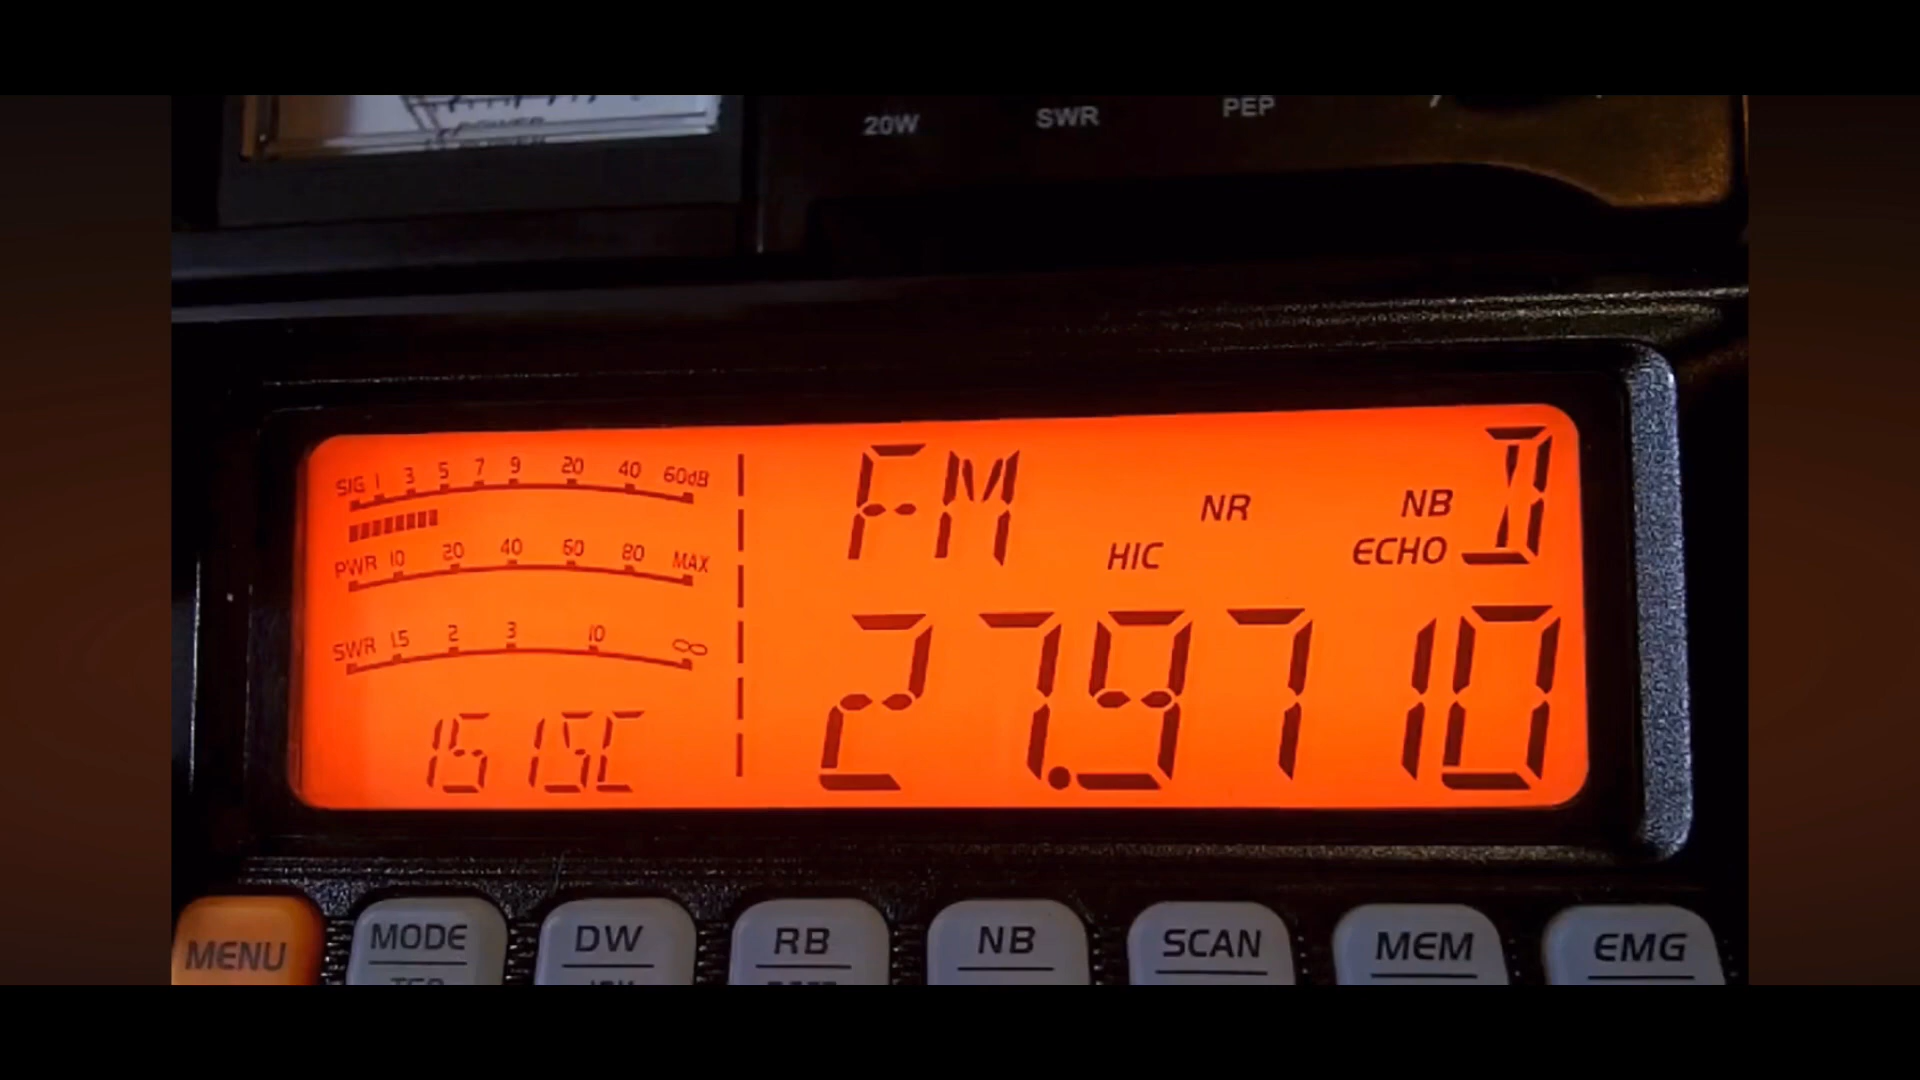 POWER
20W SWR PEP
SIG 1 3 5 7 9 20 40 60dB
PWR 10 20 40 60 80 MAX
SWR 1.5 2 3 10 ∞
FM
NR
NB
HIC
ECHO
D
27.9710
MENU
MODE
DW
RB
NB
SCAN
MEM
EMG